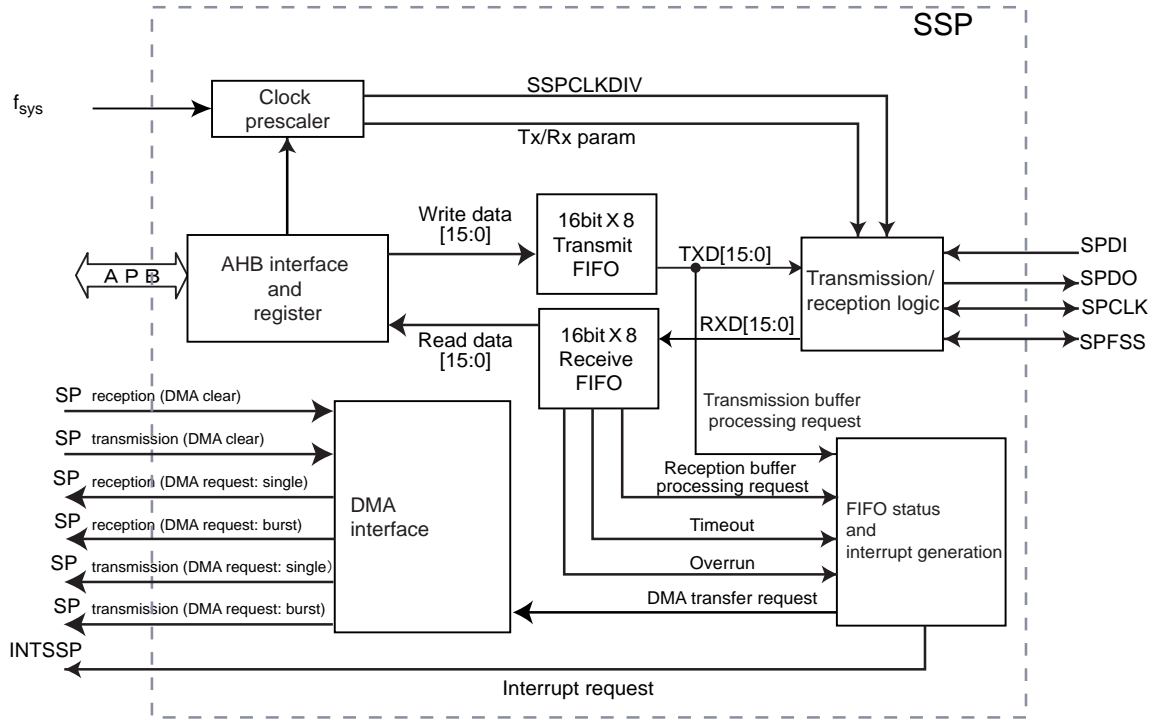 SSP
f_sys
Clock
prescaler
SSPCLKDIV
Tx/Rx param
A P B
AHB interface
and
register
Write data
[15:0]
16bit X 8
Transmit
FIFO
TXD[15:0]
Transmission/
reception logic
SPDI
SPDO
SPCLK
SPFSS
Read data
[15:0]
16bit X 8
Receive
FIFO
RXD[15:0]
SP reception (DMA clear)
SP transmission (DMA clear)
SP reception (DMA request: single)
SP reception (DMA request: burst)
SP transmission (DMA request: single)
SP transmission (DMA request: burst)
INTSSP
DMA
interface
Transmission buffer
processing request
Reception buffer
processing request
Timeout
Overrun
DMA transfer request
FIFO status
and
interrupt generation
Interrupt request